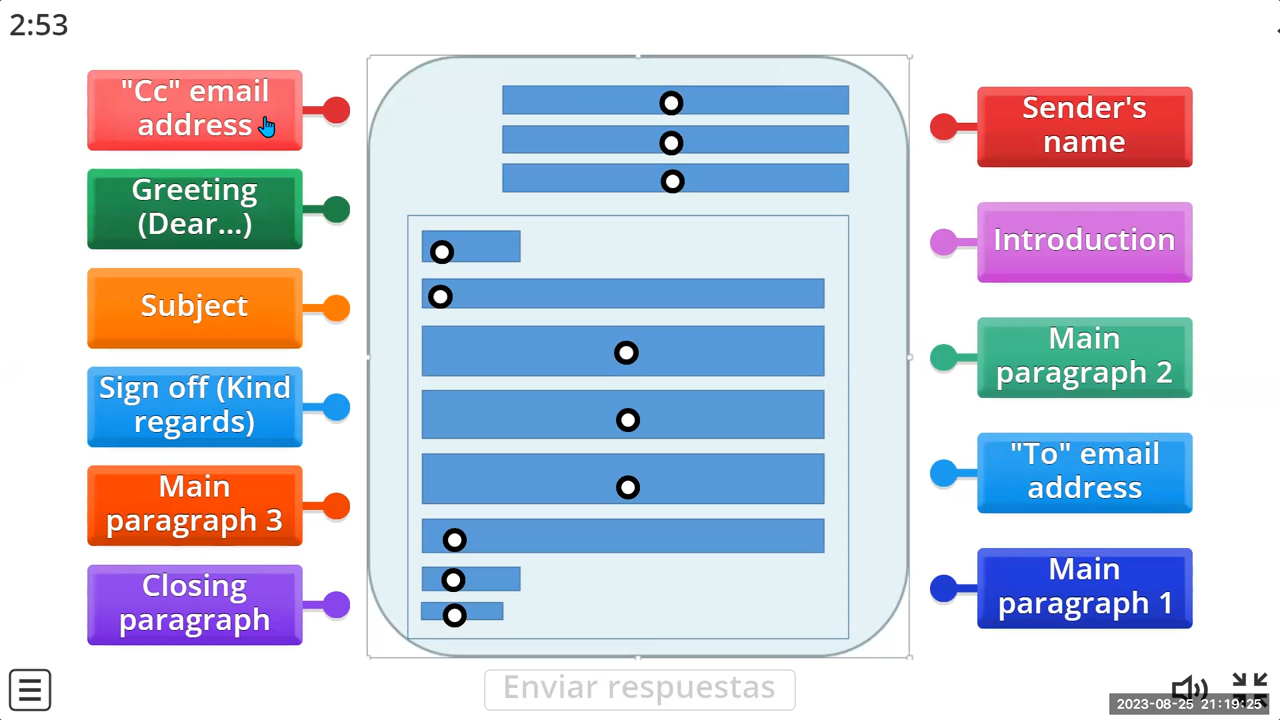 2:53
"Cc" email
address
Greeting
(Dear...)
Subject
Sign off (Kind
regards)
Main
paragraph 3
Closing
paragraph
Sender's
name
Introduction
Main
paragraph 2
"To" email
address
Main
paragraph 1
Enviar respuestas
2023-08-25 21:19:25